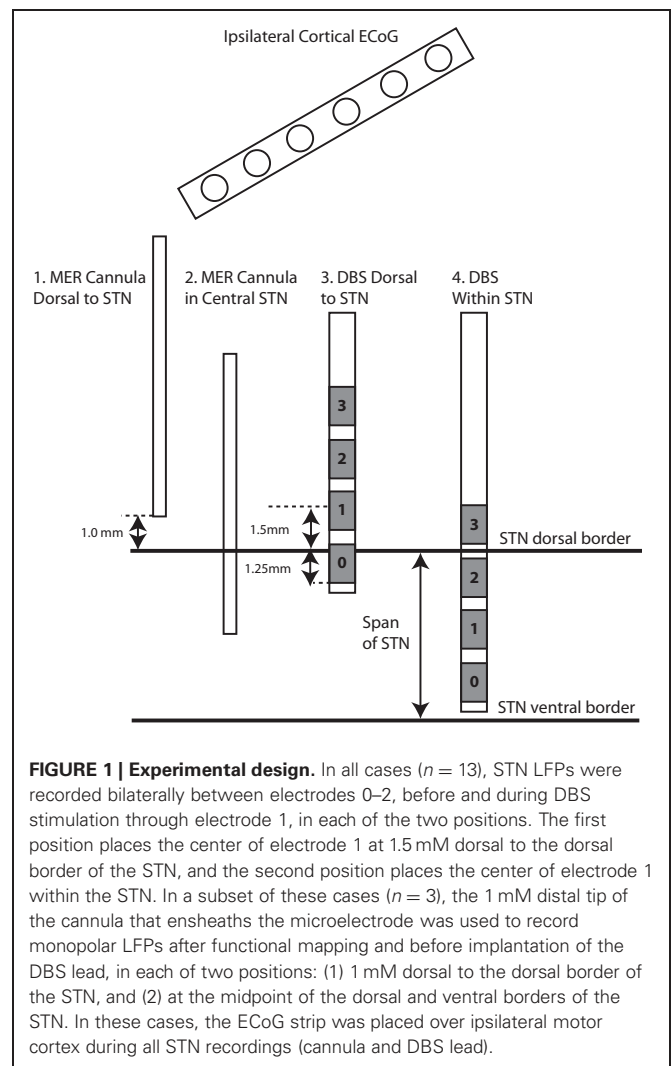 Ipsilateral Cortical ECoG
1. MER Cannula
Dorsal to STN
2. MER Cannula
in Central STN
3. DBS Dorsal
to STN
4. DBS
Within STN
3
2
1
0
3
2
1
0
1.0 mm
1.5mm
1.25mm
STN dorsal border
Span
of STN
STN ventral border
FIGURE 1 | Experimental design. In all cases (n = 13), STN LFPs were
recorded bilaterally between electrodes 0–2, before and during DBS
stimulation through electrode 1, in each of the two positions. The first
position places the center of electrode 1 at 1.5 mM dorsal to the dorsal
border of the STN, and the second position places the center of electrode 1
within the STN. In a subset of these cases (n = 3), the 1 mM distal tip of
the cannula that ensheaths the microelectrode was used to record
monopolar LFPs after functional mapping and before implantation of the
DBS lead, in each of two positions: (1) 1 mM dorsal to the dorsal border of
the STN, and (2) at the midpoint of the dorsal and ventral borders of the
STN. In these cases, the ECoG strip was placed over ipsilateral motor
cortex during all STN recordings (cannula and DBS lead).